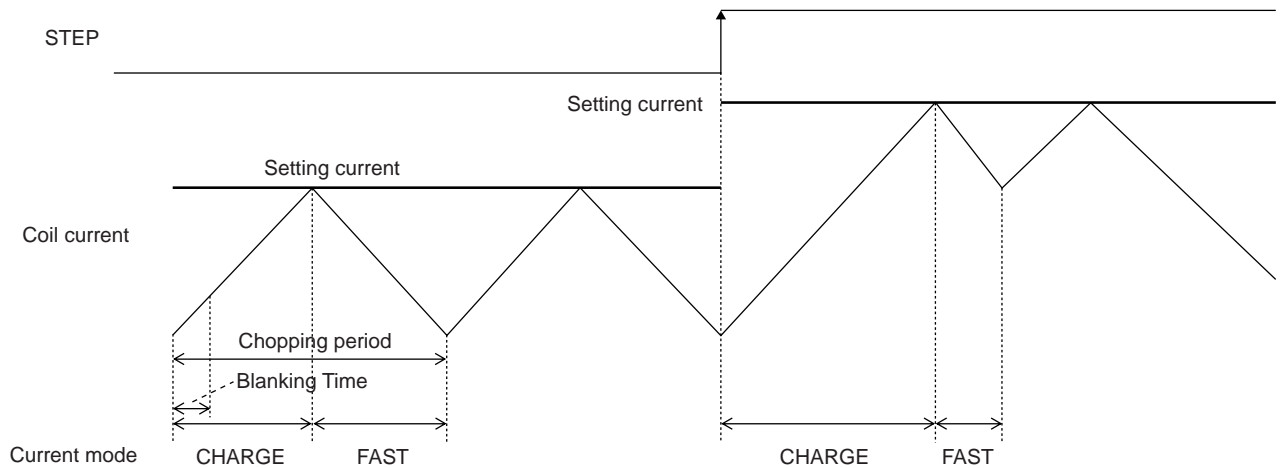 STEP
Setting current
Setting current
Coil current
Chopping period
Blanking Time
Current mode CHARGE FAST CHARGE FAST